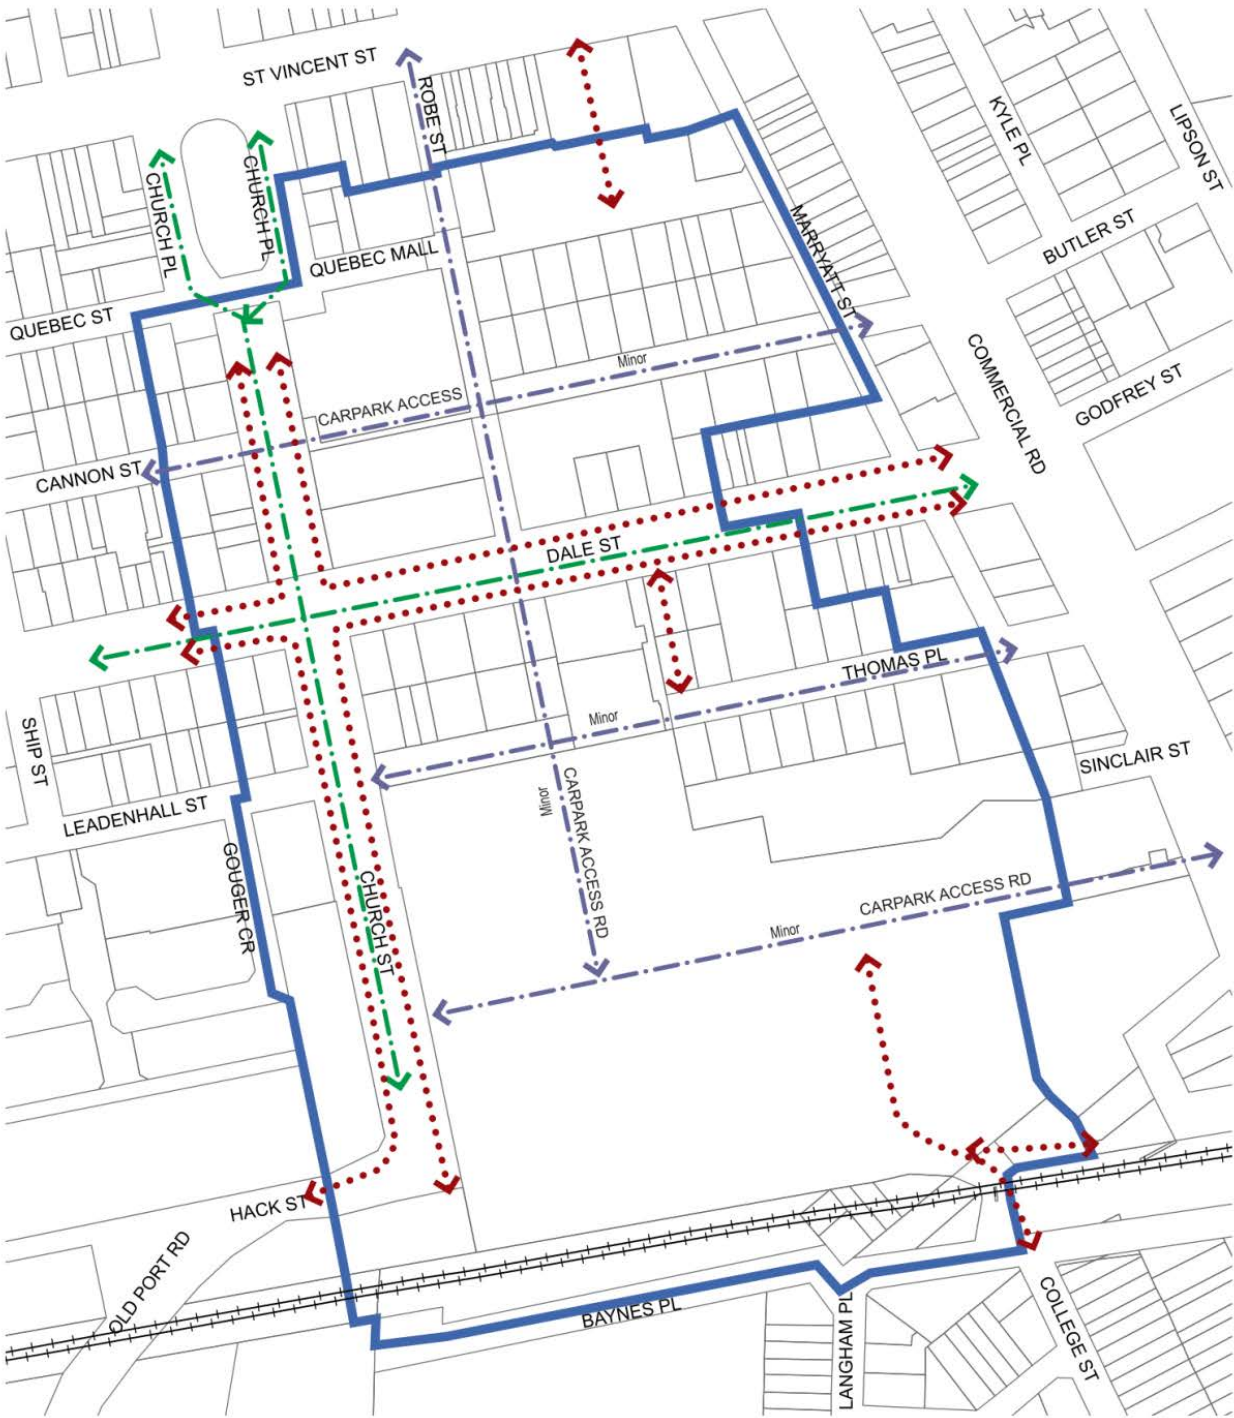 ST VINCENT ST
ROBE ST
KYLE PL
LIPSON ST
CHURCH PL
CHURCH PL
QUEBEC MALL
MARRYATT ST
BUTLER ST
QUEBEC ST
COMMERCIAL RD
GODFREY ST
Minor
CARPARK ACCESS
CANNON ST
DALE ST
THOMAS PL
Minor
SHIP ST
SINCLAIR ST
LEADENHALL ST
CARPARK ACCESS RD
Minor
GOUGER CR
CHURCH ST
CARPARK ACCESS RD
Minor
HACK ST
OLD PORT RD
BAYNES PL
LANGHAM PL
COLLEGE ST